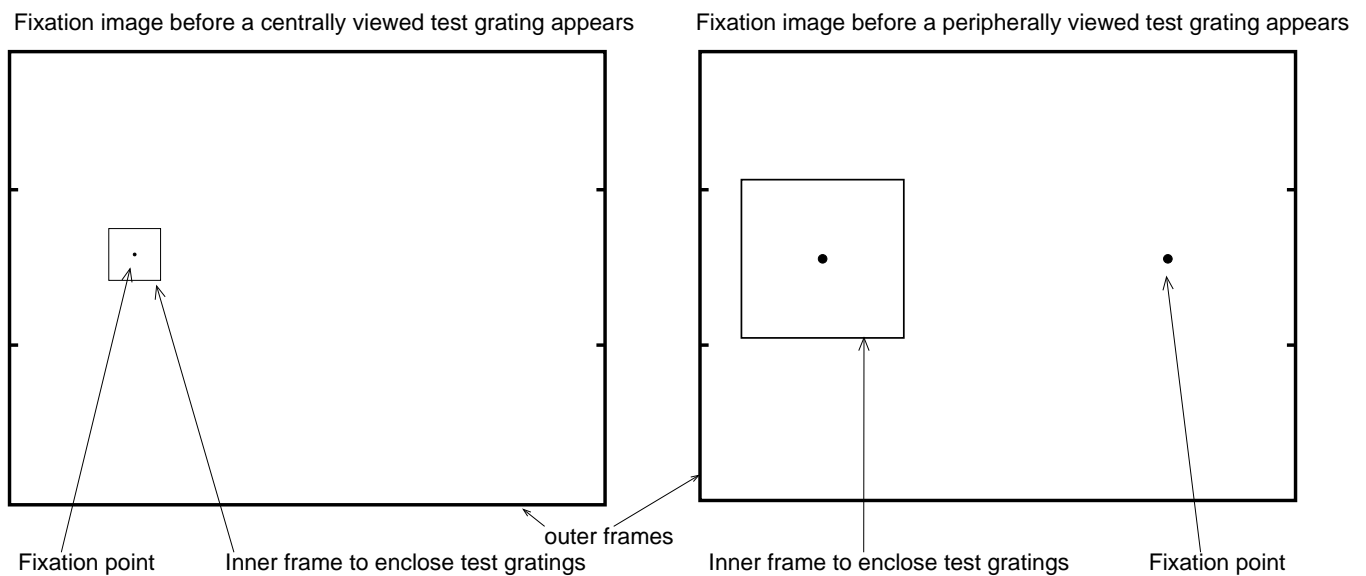 Fixation image before a centrally viewed test grating appears
Fixation image before a peripherally viewed test grating appears
outer frames
Fixation point
Inner frame to enclose test gratings
Inner frame to enclose test gratings
Fixation point